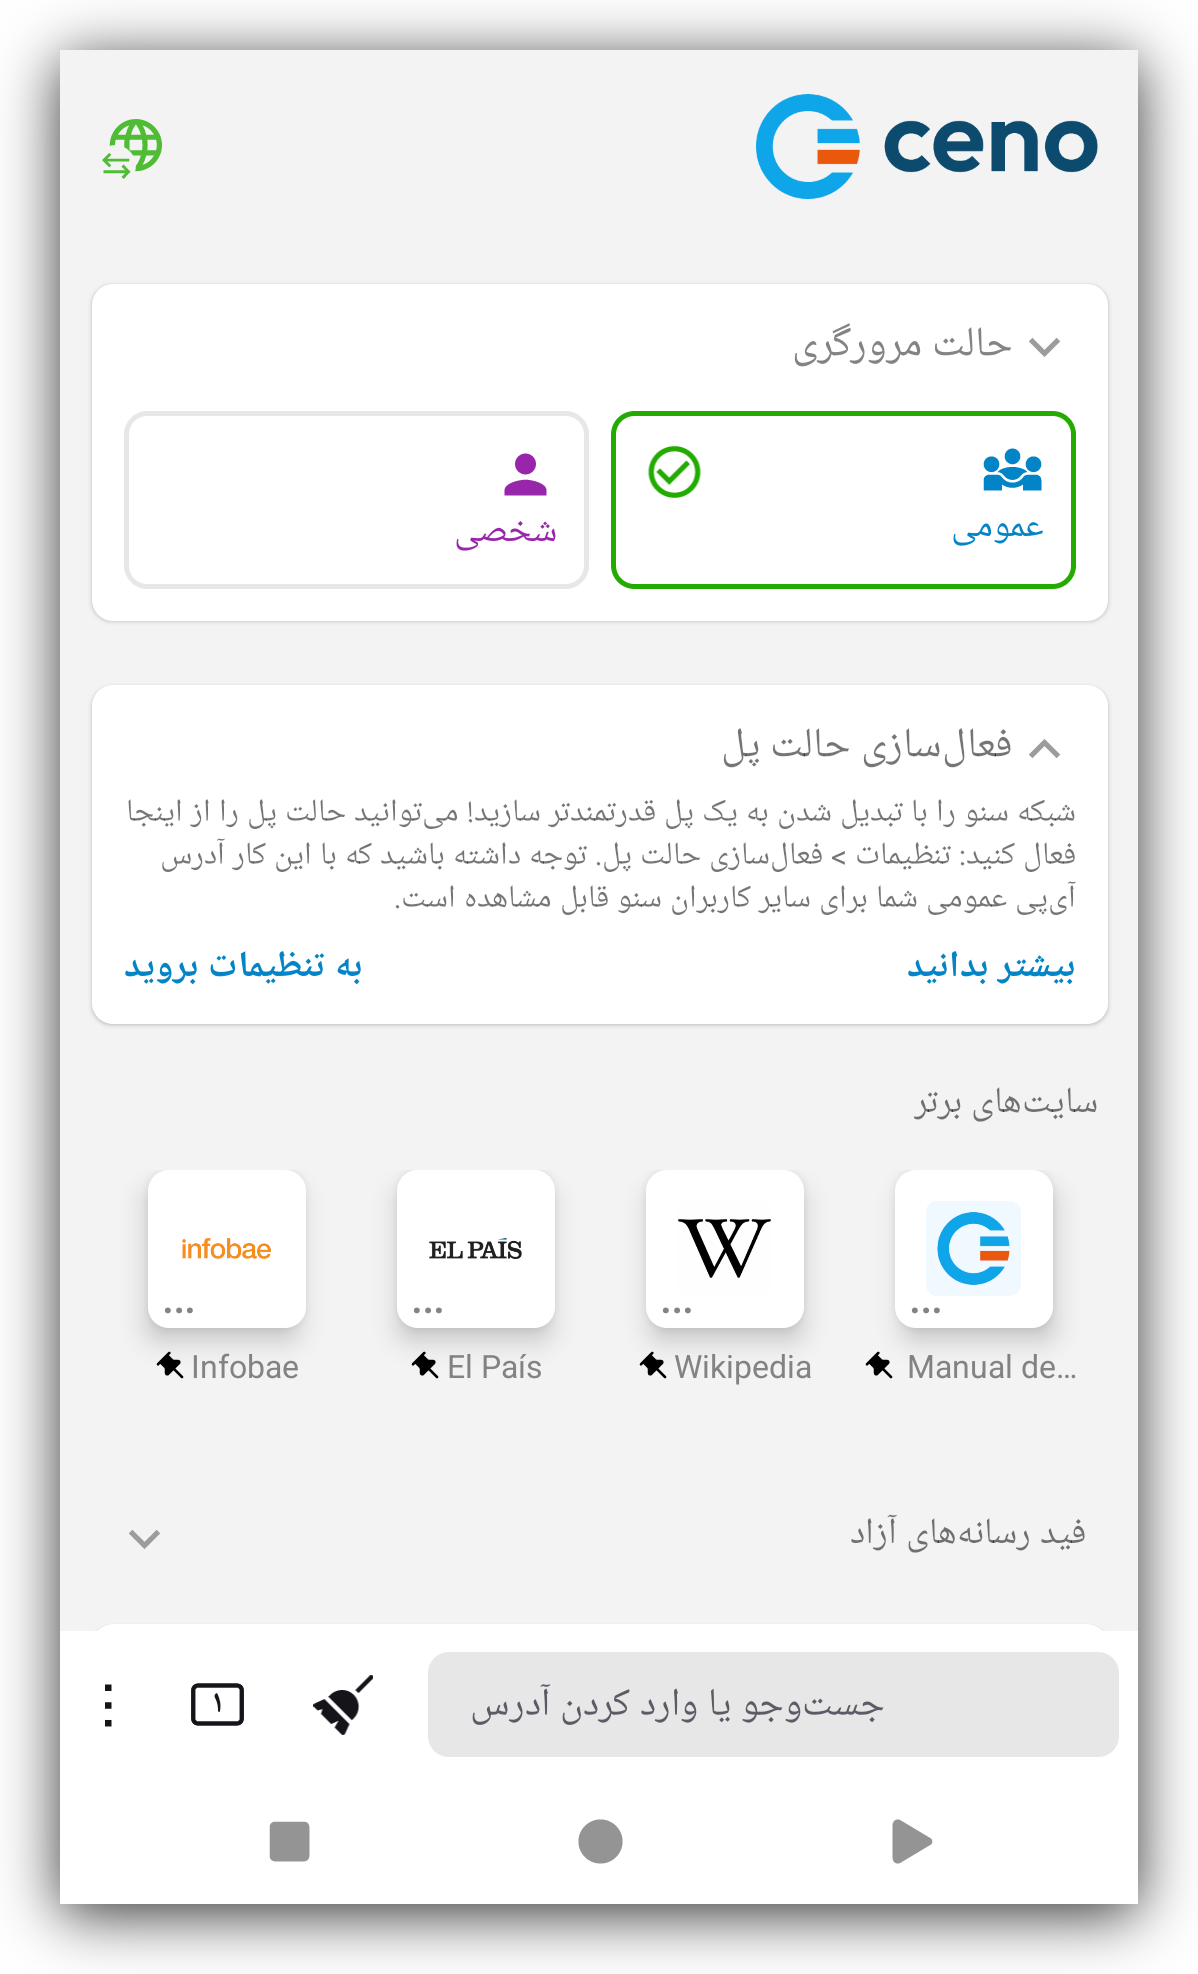 ceno
حالت مرورگری
عمومی
شخصی
فعال‌سازی حالت پل
شبکه سنو را با تبدیل شدن به یک پل قدرتمندتر سازید! می‌توانید حالت پل را از اینجا
فعال کنید: تنظیمات > فعال‌سازی حالت پل. توجه داشته باشید که با این کار آدرس
آی‌پی عمومی شما برای سایر کاربران سنو قابل مشاهده است.
بیشتر بدانید
به تنظیمات بروید
سایت‌های برتر
W
EL PAÍS
infobae
Manual de...
Wikipedia
El País
Infobae
فید رسانه‌های آزاد
جست‌وجو یا وارد کردن آدرس
۱